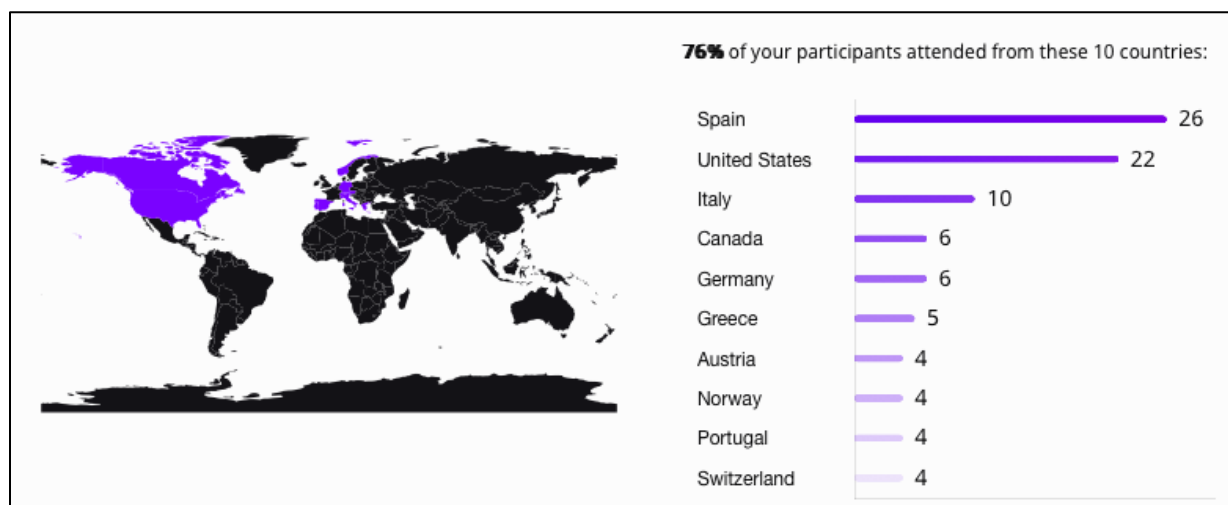 76% of your participants attended from these 10 countries:
Spain 26
United States 22
Italy 10
Canada 6
Germany 6
Greece 5
Austria 4
Norway 4
Portugal 4
Switzerland 4